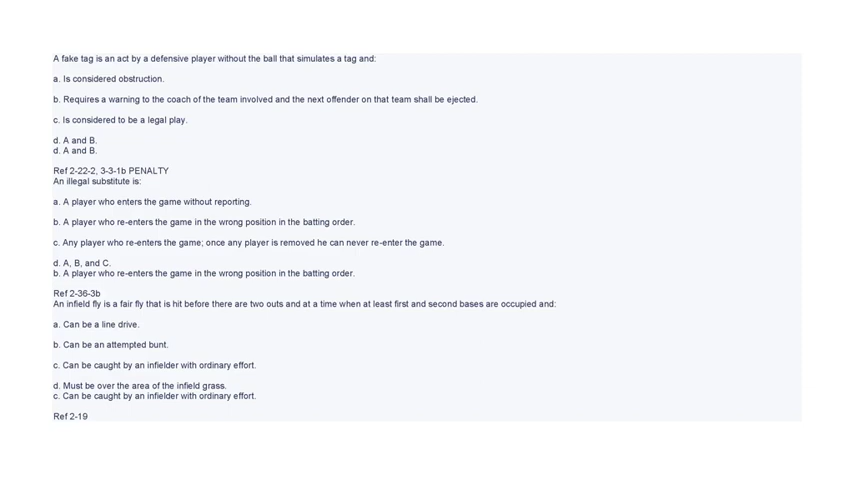 A fake tag is an act by a defensive player without the ball that simulates a tag and:
a. Is considered obstruction.
b. Requires a warning to the coach of the team involved and the next offender on that team shall be ejected.
c. Is considered to be a legal play.
d. A and B.
d. A and B.
Ref 2-22-2, 3-3-1b PENALTY
An illegal substitute is:
a. A player who enters the game without reporting.
b. A player who re-enters the game in the wrong position in the batting order.
c. Any player who re-enters the game; once any player is removed he can never re-enter the game.
d. A, B, and C.
b. A player who re-enters the game in the wrong position in the batting order.
Ref 2-36-3b
An infield fly is a fair fly that is hit before there are two outs and at a time when at least first and second bases are occupied and:
a. Can be a line drive.
b. Can be an attempted bunt.
c. Can be caught by an infielder with ordinary effort.
d. Must be over the area of the infield grass.
c. Can be caught by an infielder with ordinary effort.
Ref 2-19